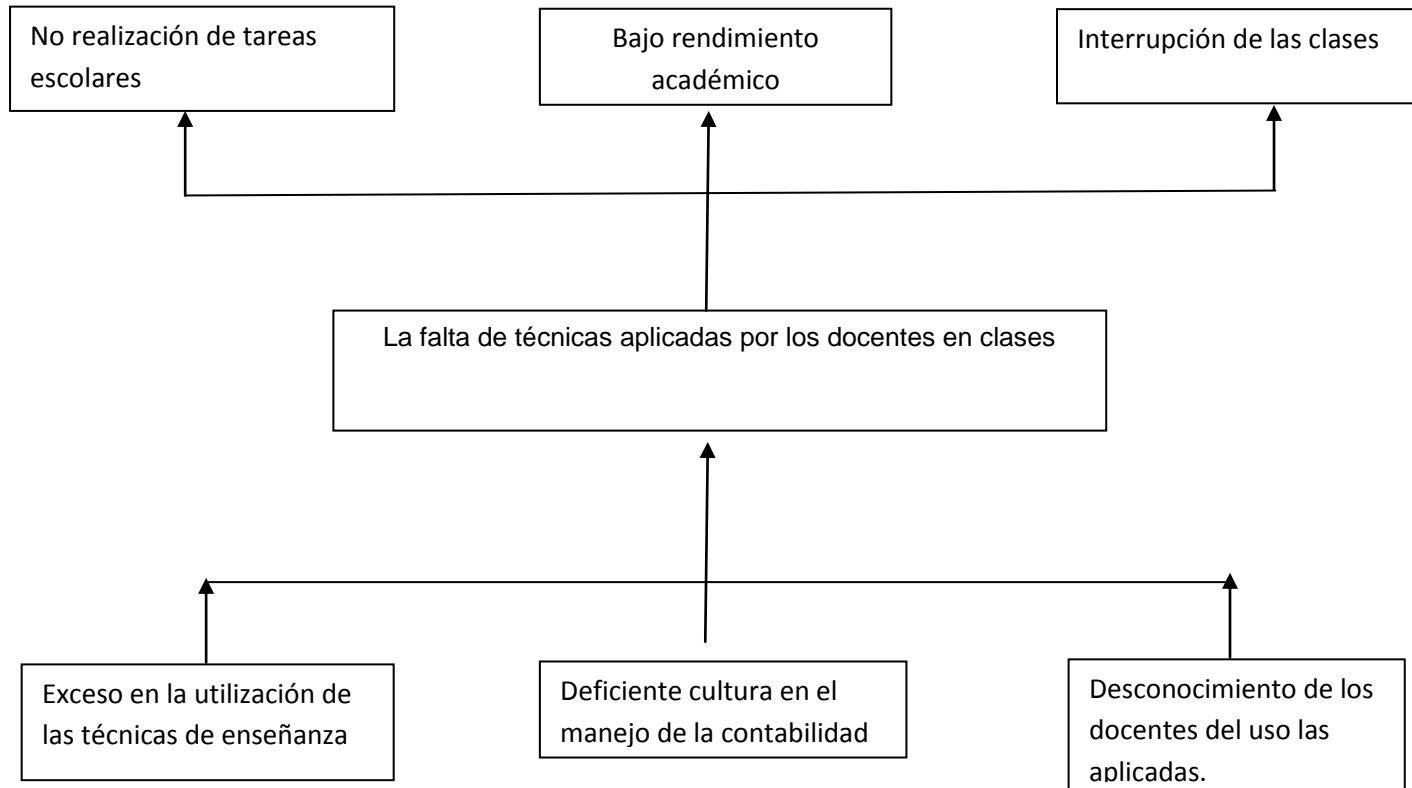 No realización de tareas
escolares
Bajo rendimiento
académico
Interrupción de las clases
La falta de técnicas aplicadas por los docentes en clases
Exceso en la utilización de
las técnicas de enseñanza
Deficiente cultura en el
manejo de la contabilidad
Desconocimiento de los
docentes del uso las
aplicadas.